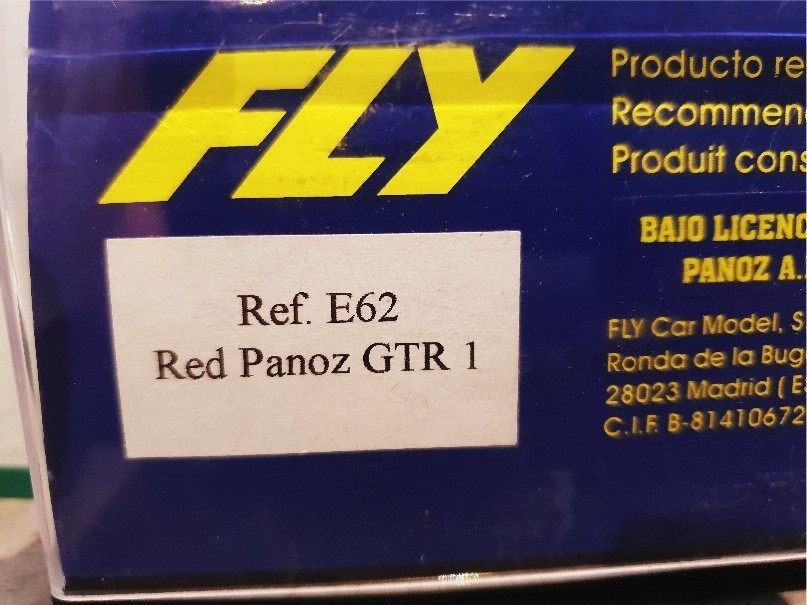 FLY
Producto re
Recommen
Produit cons
BAJO LICENC
PANOZ A.
Ref. E62
Red Panoz GTR 1
FLY Car Model, S
Ronda de la Bug
28023 Madrid ( E
C.I.F. B-81410672